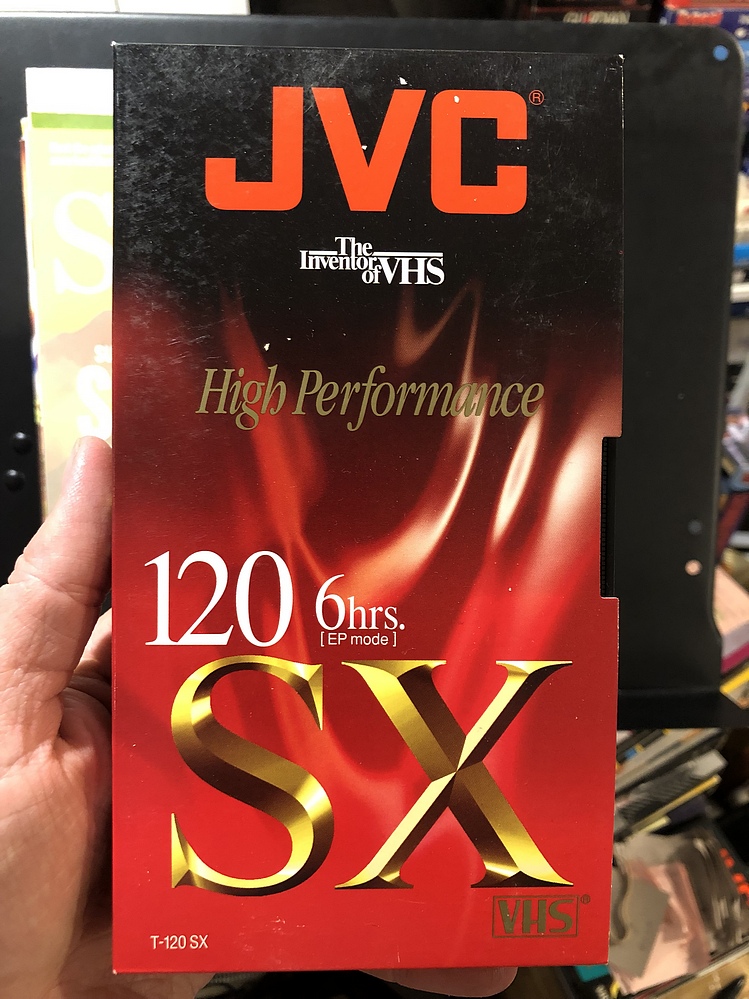 JVC®
The
Inventor
of VHS
High Performance
120 6hrs.
[ EP mode ]
SX
VHS®
T-120 SX